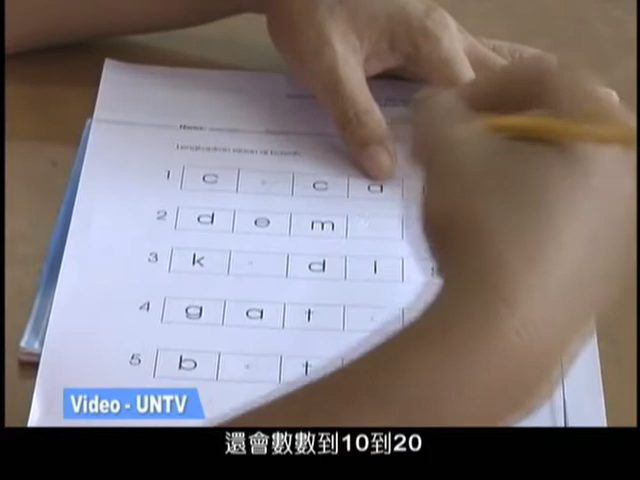 Name:
1 c c a
2 d e m
3 k d i
4 g a t
5 b t
Video - UNTV
還會數數到10到20